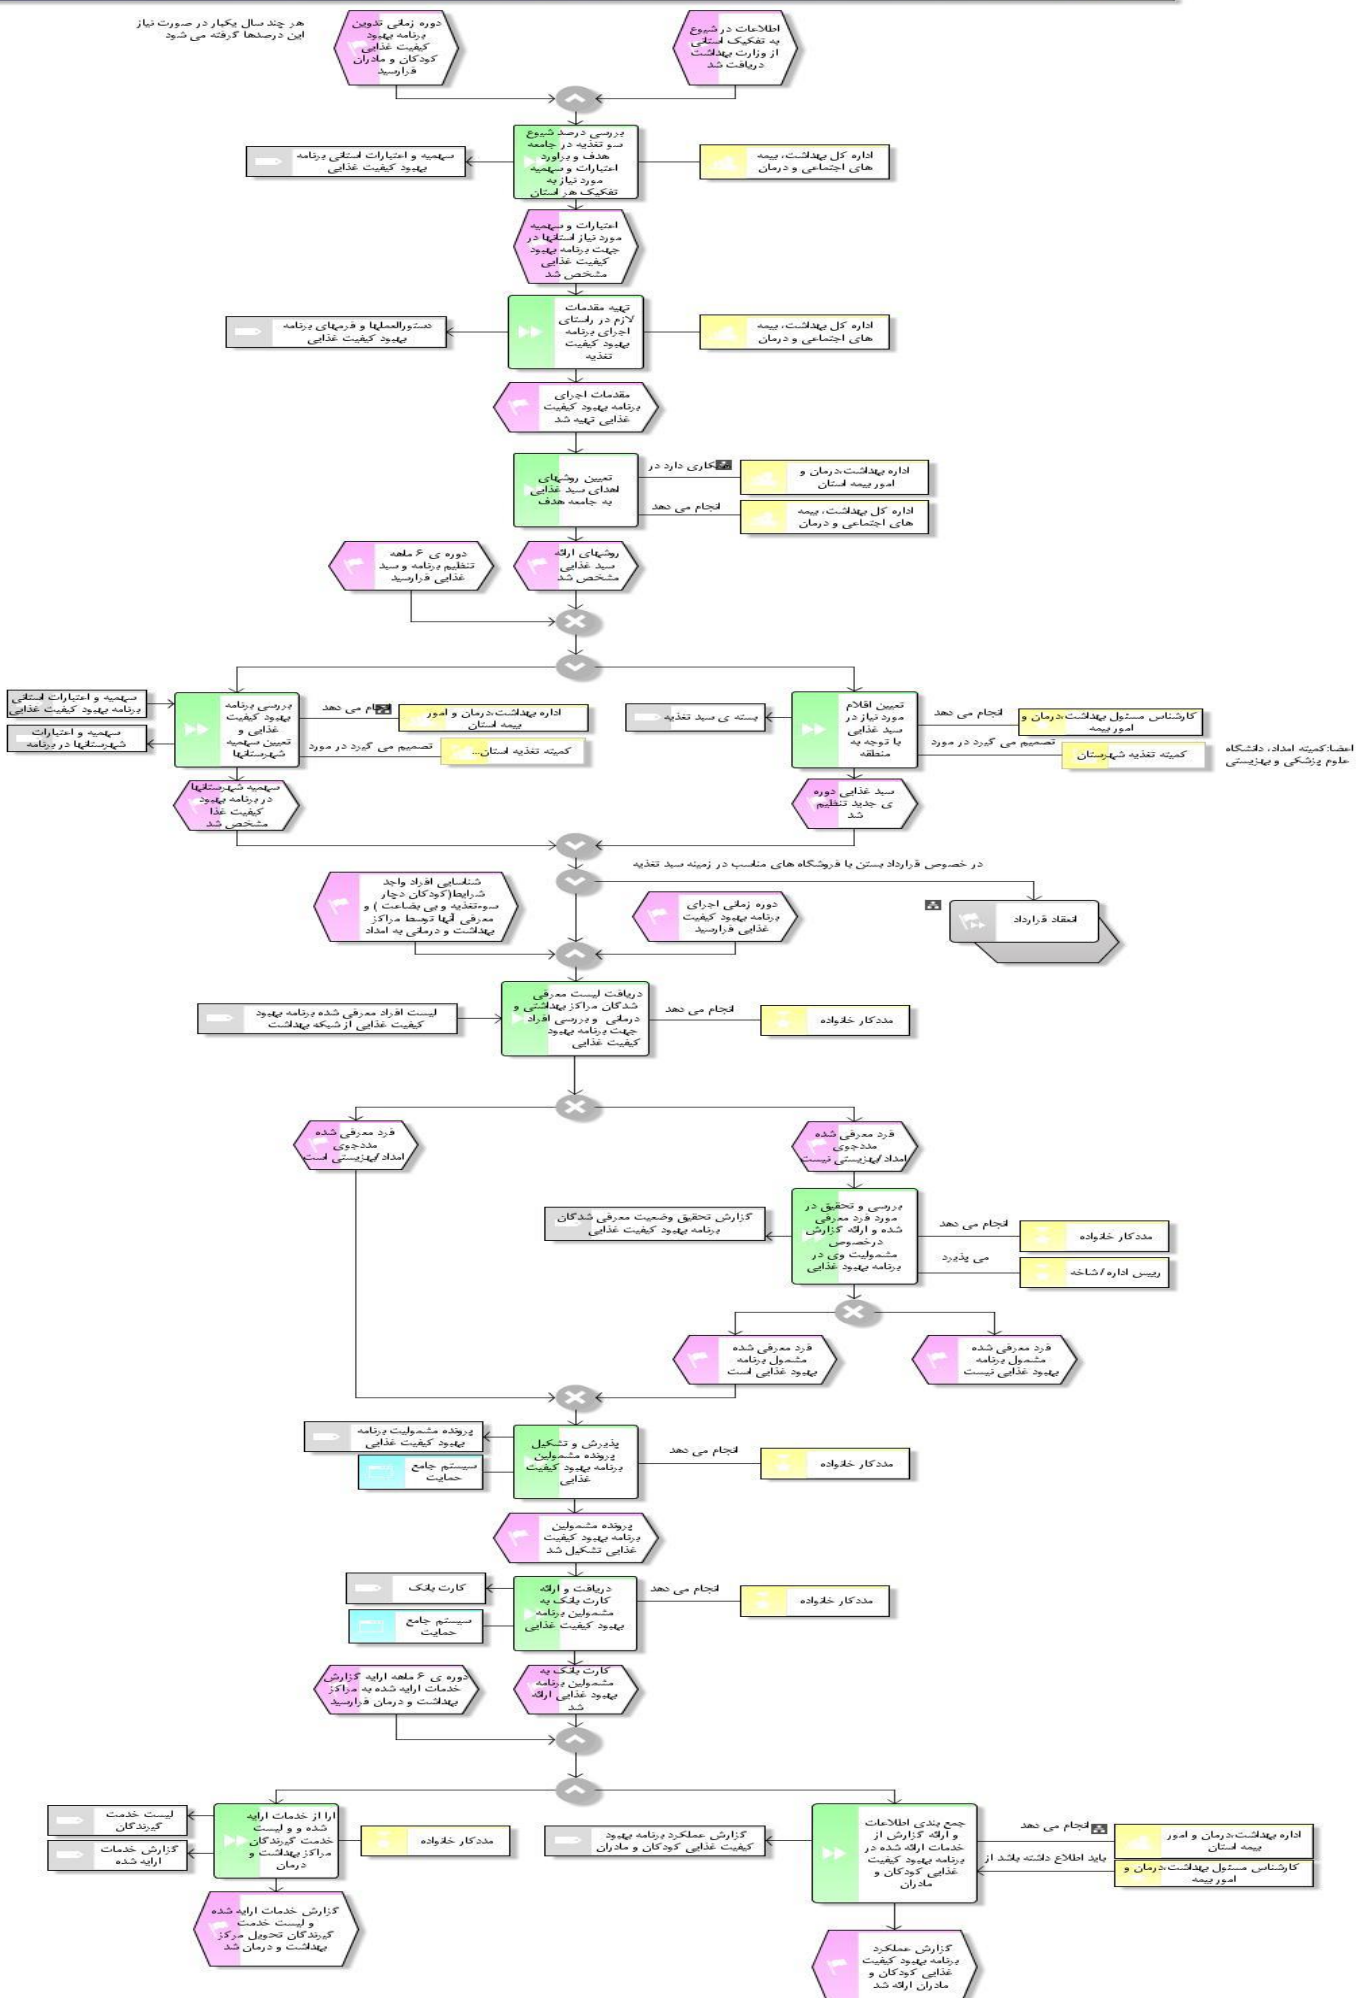 هر چند سال یکبار در صورت نیاز
این درصدها گرفته می شود
دوره زمانی تدوین
برنامه بهبود
کیفیت غذایی
کودکان و مادران
فرارسید
اطلاعات در شیوع
به تفکیک استانی
از وزارت بهداشت
دریافت شد
بررسی درصد شیوع
سو تغذیه در جامعه
هدف و براورد
اعتبارات و سهمیه
مورد نیاز به
تفکیک هر استان
سهمیه و اعتبارات استانی برنامه
بهبود کیفیت غذایی
اداره کل بهداشت، بیمه
های اجتماعی و درمان
اعتبارات و سهمیه
مورد نیاز استانها در
جهت برنامه بهبود
کیفیت غذایی
مشخص شد
تهیه مقدمات
لازم در راستای
اجرای برنامه
بهبود کیفیت
تغذیه
دستورالعملها و فرمهای برنامه
بهبود کیفیت غذایی
اداره کل بهداشت، بیمه
های اجتماعی و درمان
مقدمات اجرای
برنامه بهبود کیفیت
غذایی تهیه شد
تعیین روشهای
اهدای سبد غذایی
به جامعه هدف
کاری دارد در
اداره بهداشت،درمان و
امور بیمه استان
انجام می دهد
اداره کل بهداشت، بیمه
های اجتماعی و درمان
دوره ی ۶ ماهه
تنظیم برنامه و سبد
غذایی فرارسید
روشهای ارائه
سبد غذایی
مشخص شد
سهمیه و اعتبارات استانی
برنامه بهبود کیفیت غذایی
سهمیه و اعتبارات
شهرستانها در برنامه
بررسی برنامه
بهبود کیفیت
غذایی و
تعیین سهمیه
شهرستانها
م می دهد
اداره بهداشت،درمان و امور
بیمه استان
تصمیم می گیرد در مورد
کمیته تغذیه استان...
بسته ی سبد تغذیه
تعیین اقلام
مورد نیاز در
سبد غذایی
با توجه به
منطقه
انجام می دهد
کارشناس مسئول بهداشت،درمان و
امور بیمه
تصمیم می گیرد در مورد
کمیته تغذیه شهرستان
اعضا:کمیته امداد، دانشگاه
علوم پزشکی و بهزیستی
سهمیه شهرستانها
در برنامه بهبود
کیفیت غذا
مشخص شد
سبد غذایی دوره
ی جدید تنظیم
شد
در خصوص قرارداد بستن با فروشگاه های مناسب در زمینه سبد تغذیه
شناسایی افراد واجد
شرایط(کودکان دچار
سوءتغذیه و بی بضاعت ) و
معرفی آنها توسط مراکز
بهداشت و درمانی به امداد
دوره زمانی اجرای
برنامه بهبود کیفیت
غذایی فرارسید
انعقاد قرارداد
لیست افراد معرفی شده برنامه بهبود
کیفیت غذایی از شبکه بهداشت
دریافت لیست معرفی
شدگان مراکز بهداشتی و
درمانی و بررسی افراد
جهت برنامه بهبود
کیفیت غذایی
انجام می دهد
مددکار خانواده
فرد معرفی شده
مددجوی
امداد/بهزیستی است
فرد معرفی شده
مددجوی
امداد/بهزیستی نیست
گزارش تحقیق وضعیت معرفی شدگان
برنامه بهبود کیفیت غذایی
بررسی و تحقیق در
مورد فرد معرفی
شده و ارائه گزارش
درخصوص
مشمولیت وی در
برنامه بهبود غذایی
انجام می دهد
مددکار خانواده
می پذیرد
رییس اداره/شاخه
فرد معرفی شده
مشمول برنامه
بهبود غذایی است
فرد معرفی شده
مشمول برنامه
بهبود غذایی نیست
پرونده مشمولیت برنامه
بهبود کیفیت غذایی
سیستم جامع
حمایت
پذیرش و تشکیل
پرونده مشمولین
برنامه بهبود کیفیت
غذایی
انجام می دهد
مددکار خانواده
پرونده مشمولین
برنامه بهبود کیفیت
غذایی تشکیل شد
کارت بانک
سیستم جامع
حمایت
دریافت و ارائه
کارت بانک به
مشمولین برنامه
بهبود کیفیت غذایی
انجام می دهد
مددکار خانواده
دوره ی ۶ ماهه ارایه گزارش
خدمات ارایه شده به مراکز
بهداشت و درمان فرارسید
کارت بانک به
مشمولین برنامه
بهبود غذایی ارائه
شد
لیست خدمت
گیرندگان
گزارش خدمات
ارایه شده
ارا از خدمات ارایه
شده و و لیست
خدمت گیرندگان
مراکز بهداشت و
درمان
مددکار خانواده
گزارش عملکرد برنامه بهبود
کیفیت غذایی کودکان و مادران
جمع بندی اطلاعات
و ارائه گزارش از
خدمات ارائه شده در
برنامه بهبود کیفیت
غذایی کودکان و
مادران
انجام می دهد
اداره بهداشت،درمان و امور
بیمه استان
باید اطلاع داشته باشد از
کارشناس مسئول بهداشت،درمان و
امور بیمه
گزارش خدمات ارایه شده
و لیست خدمت
گیرندگان تحویل مرکز
بهداشت و درمان شد
گزارش عملکرد
برنامه بهبود کیفیت
غذایی کودکان و
مادران ارائه شد